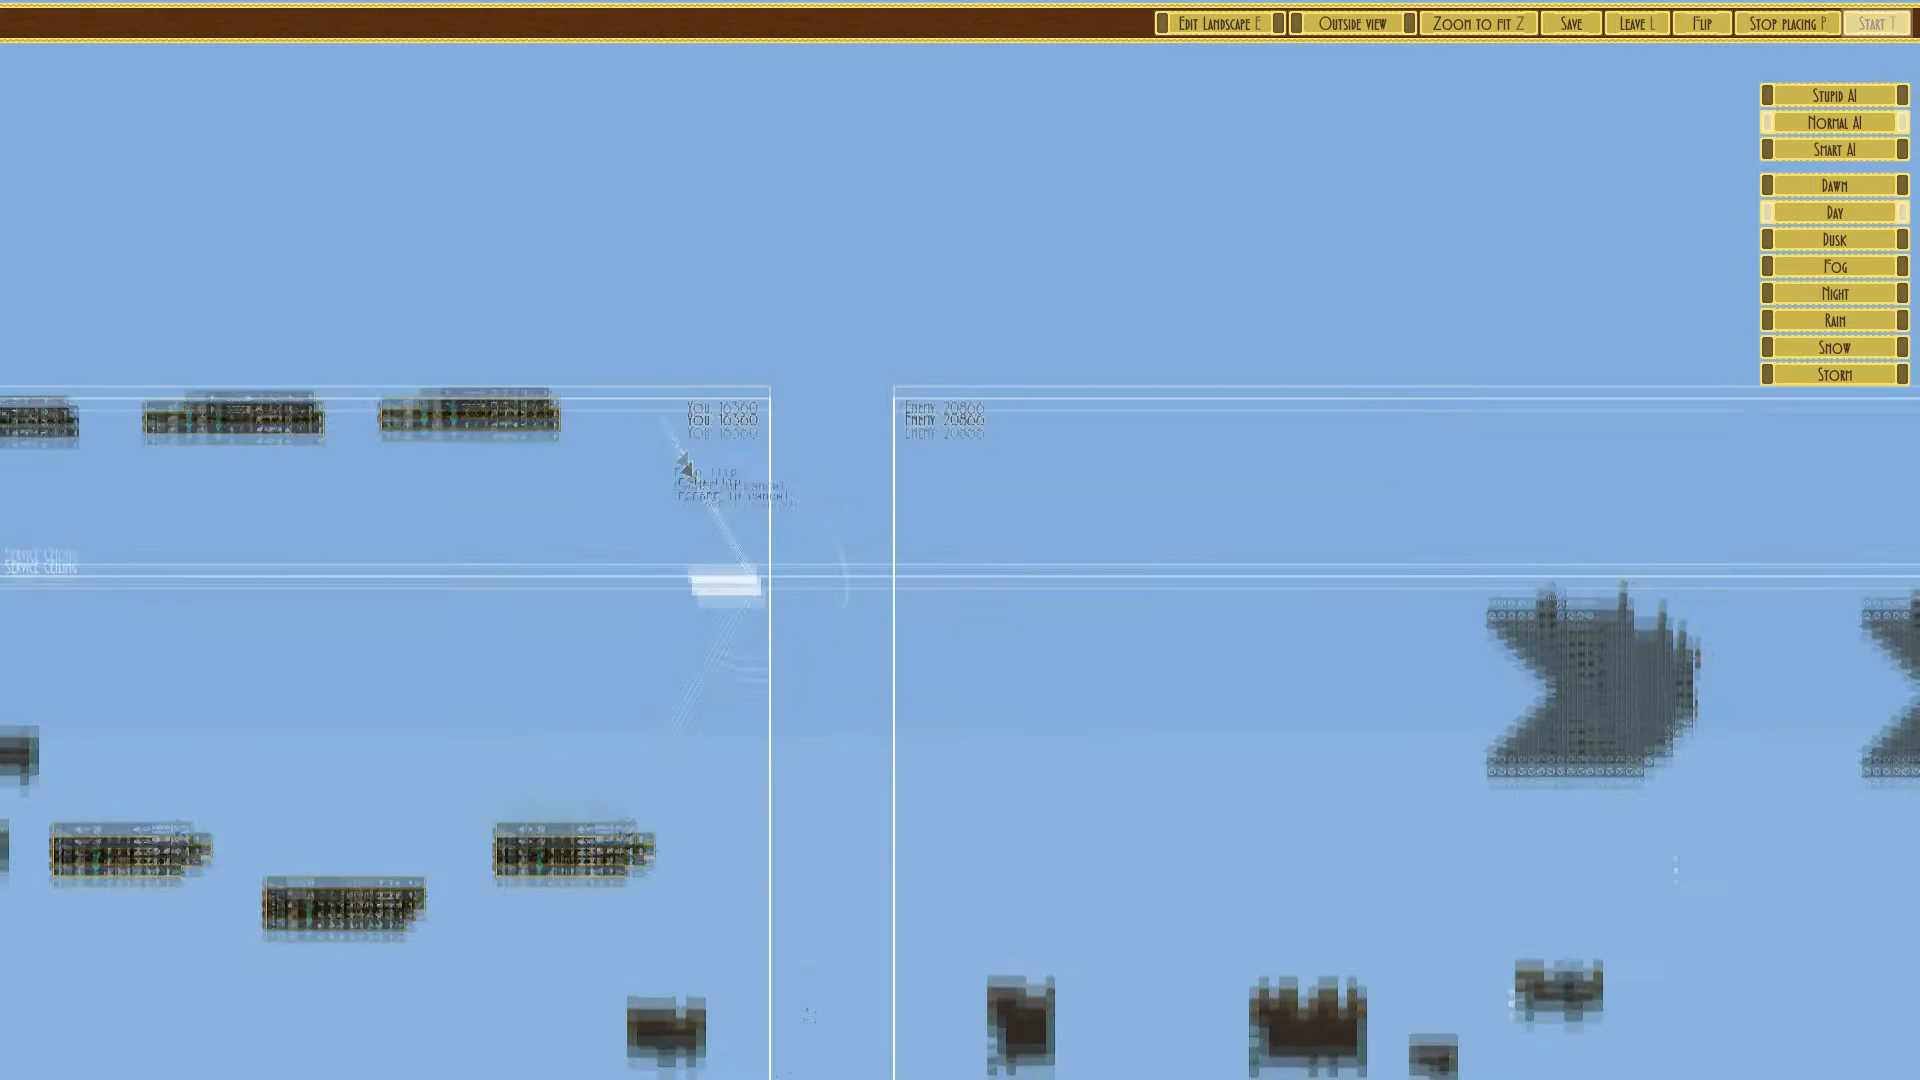 Edit Landscape E
Outside view
Zoom to fit Z
Save
Leave L
Flip
Stop placing P
Start T
Stupid AI
Normal AI
Smart AI
Dawn
Day
Dusk
Fog
Night
Rain
Snow
Storm
You: 16360
Enemy: 20866
Service Ceiling